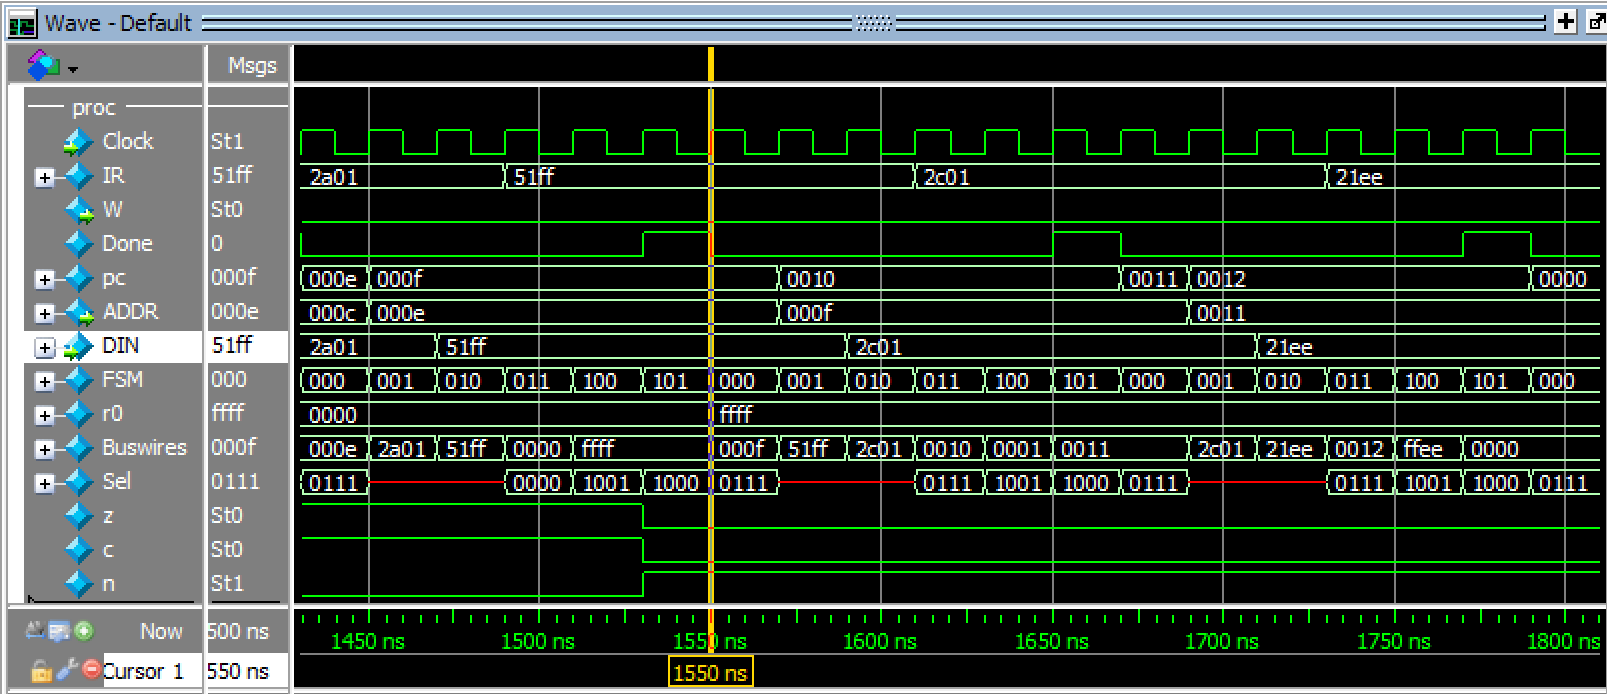 Wave - Default
Msgs
proc
Clock St1
IR 51ff 2a01 51ff 2c01 21ee
W St0
Done 0
pc 000f 000e 000f 0010 0011 0012 0000
ADDR 000e 000c 000e 000f 0011
DIN 51ff 2a01 51ff 2c01 21ee
FSM 000 000 001 010 011 100 101 000 001 010 011 100 101 000 001 010 011 100 101 000
r0 ffff 0000 ffff
Buswires 000f 000e 2a01 51ff 0000 ffff 000f 51ff 2c01 0010 0001 0011 2c01 21ee 0012 ffee 0000
Sel 0111 0111 0000 1001 1000 0111 0111 1001 1000 0111 0111 1001 1000 0111
z St0
c St0
n St1
Now 500 ns 1450 ns 1500 ns 1550 ns 1600 ns 1650 ns 1700 ns 1750 ns 1800 ns
Cursor 1 550 ns 1550 ns